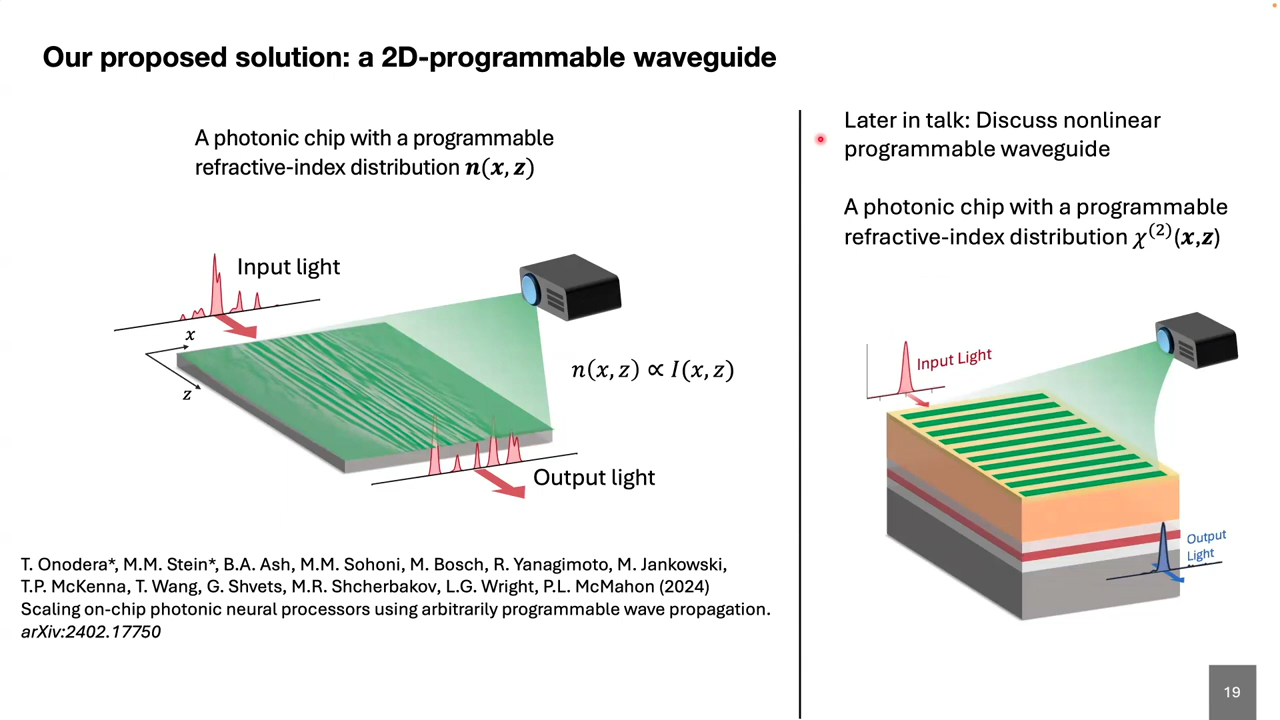 Our proposed solution: a 2D-programmable waveguide
A photonic chip with a programmable
refractive-index distribution n(x, z)
Input light
x
z
n(x, z) ∝ I(x, z)
Output light
T. Onodera*, M.M. Stein*, B.A. Ash, M.M. Sohoni, M. Bosch, R. Yanagimoto, M. Jankowski,
T.P. McKenna, T. Wang, G. Shvets, M.R. Shcherbakov, L.G. Wright, P.L. McMahon (2024)
Scaling on-chip photonic neural processors using arbitrarily programmable wave propagation.
arXiv:2402.17750
Later in talk: Discuss nonlinear
programmable waveguide
A photonic chip with a programmable
refractive-index distribution χ⁽²⁾(x,z)
Input Light
Output
Light
19